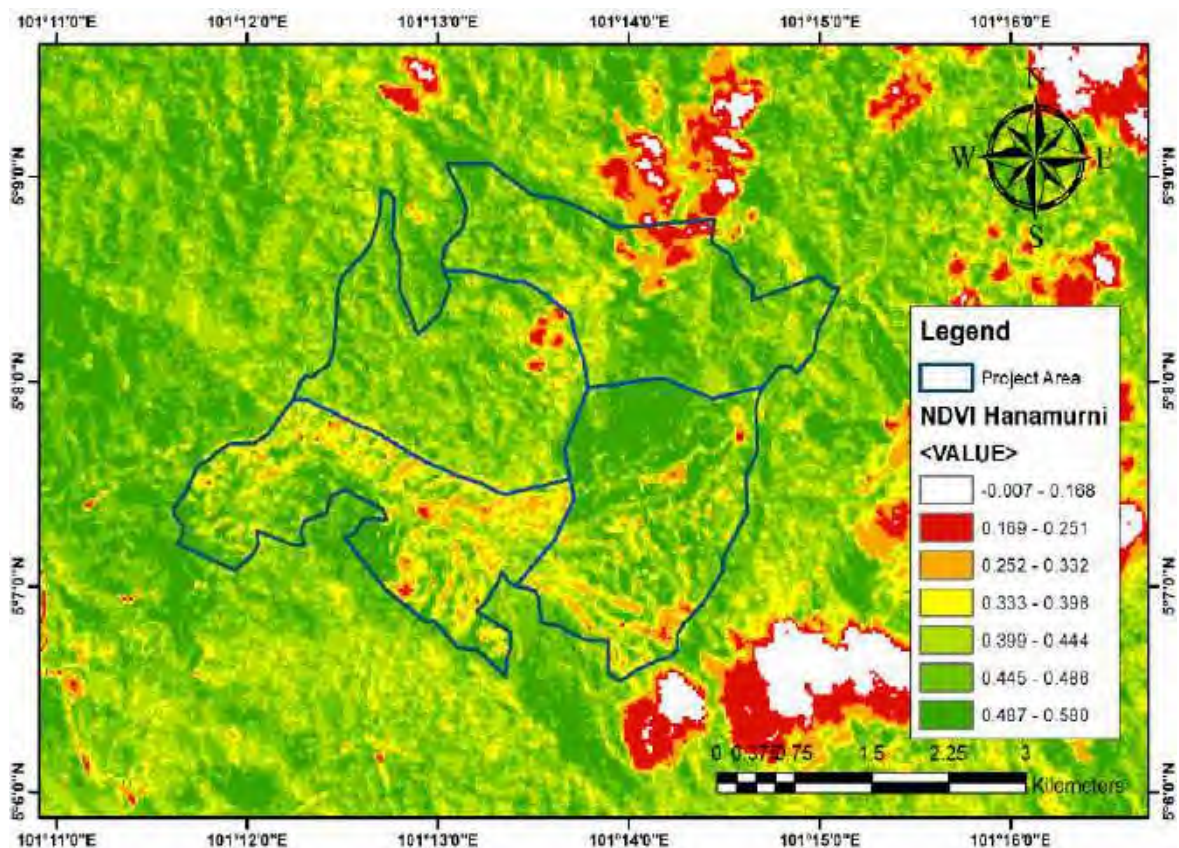 101°11'0"E 101°12'0"E 101°13'0"E 101°14'0"E 101°15'0"E 101°16'0"E
N
W E
S
5°9'0"N 5°9'0"N
Legend
Project Area
5°8'0"N 5°8'0"N
NDVI Hanamurni
<VALUE>
-0.007 - 0.168
0.169 - 0.251
0.252 - 0.332
0.333 - 0.398
0.399 - 0.444
0.445 - 0.486
0.487 - 0.580
5°7'0"N 5°7'0"N
0 0.375 0.75 1.5 2.25 3
Kilometers
5°6'0"N 5°6'0"N
101°11'0"E 101°12'0"E 101°13'0"E 101°14'0"E 101°15'0"E 101°16'0"E